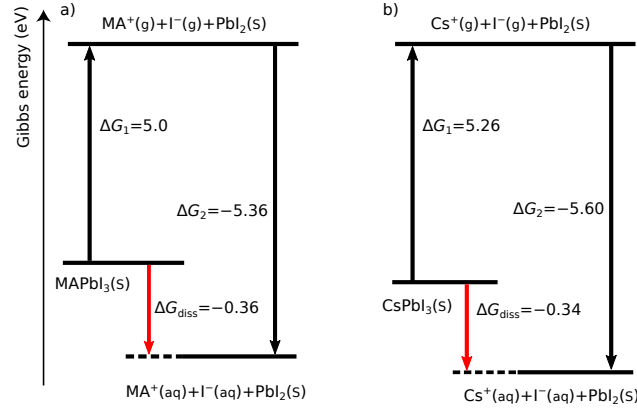 Gibbs energy (eV)
a)
MA⁺(g)+I⁻(g)+PbI₂(s)
ΔG₁=5.0
ΔG₂=−5.36
MAPbI₃(s)
ΔG_diss=−0.36
MA⁺(aq)+I⁻(aq)+PbI₂(s)
b)
Cs⁺(g)+I⁻(g)+PbI₂(s)
ΔG₁=5.26
ΔG₂=−5.60
CsPbI₃(s)
ΔG_diss=−0.34
Cs⁺(aq)+I⁻(aq)+PbI₂(s)